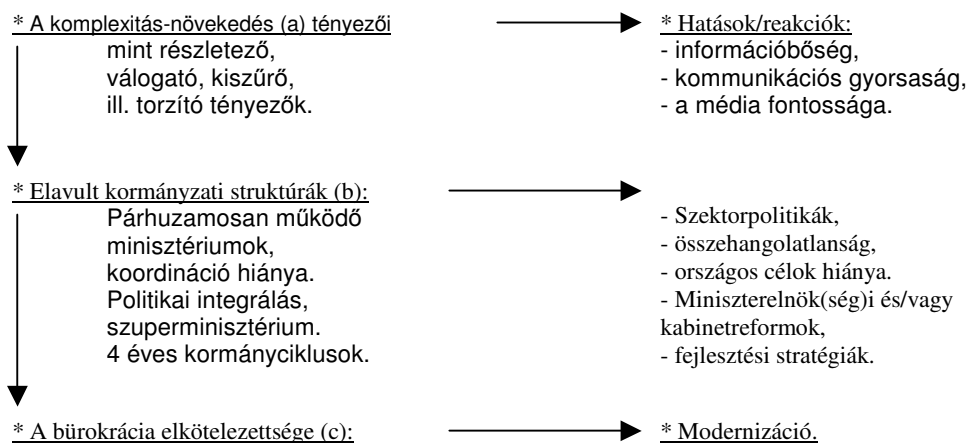 * A komplexitás-növekedés (a) tényezői
mint részletező,
válogató, kiszűrő,
ill. torzító tényezők.
* Hatások/reakciók:
- információbőség,
- kommunikációs gyorsaság,
- a média fontossága.
* Elavult kormányzati struktúrák (b):
Párhuzamosan működő
minisztériumok,
koordináció hiánya.
Politikai integrálás,
szuperminisztérium.
4 éves kormányciklusok.
- Szektorpolitikák,
- összehangolatlanság,
- országos célok hiánya.
- Miniszterelnök(ség)i és/vagy
kabinetreformok,
- fejlesztési stratégiák.
* A bürokrácia elkötelezettsége (c):
* Modernizáció.